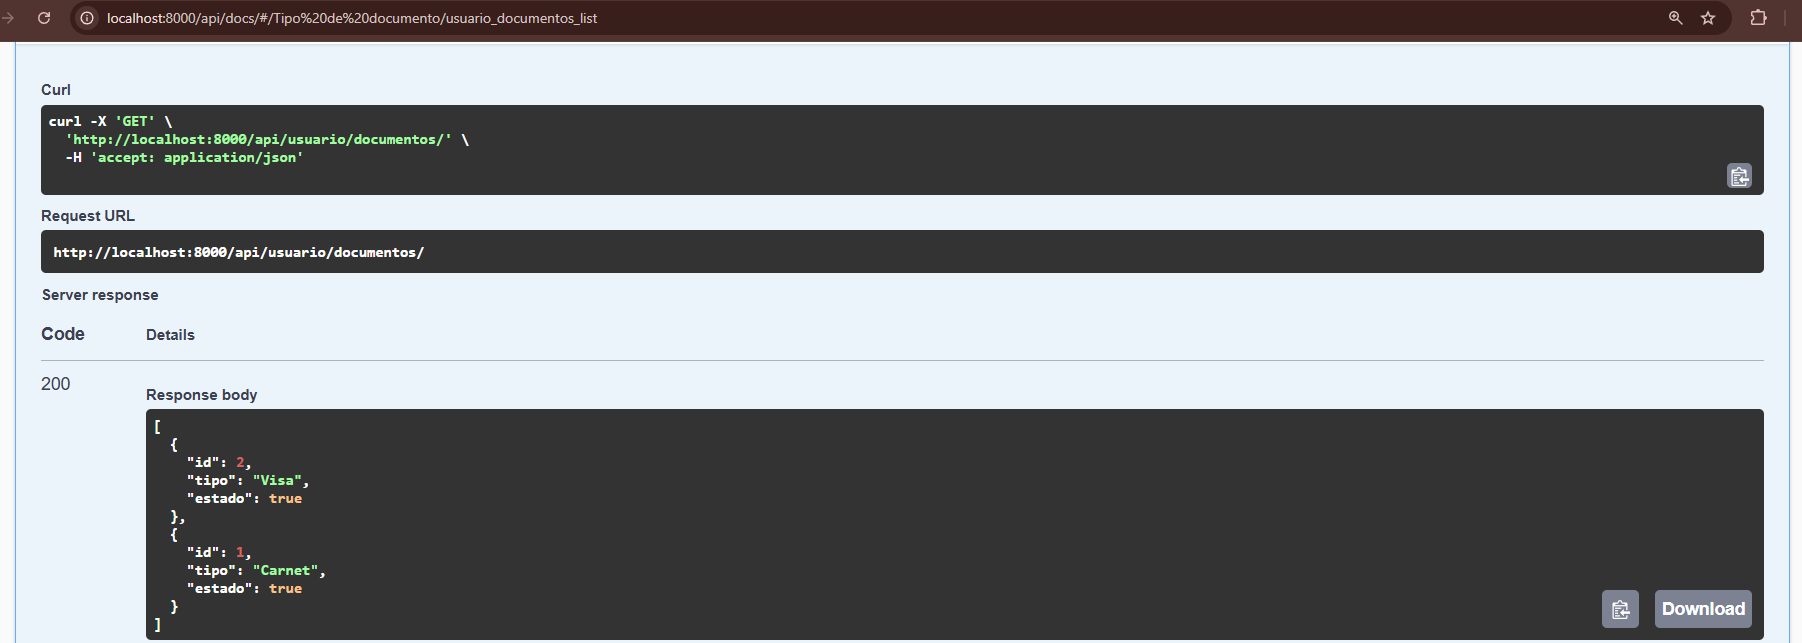 localhost:8000/api/docs/#/Tipo%20de%20documento/usuario_documentos_list
Curl
curl -X 'GET' \
  'http://localhost:8000/api/usuario/documentos/' \
  -H 'accept: application/json'
Request URL
http://localhost:8000/api/usuario/documentos/
Server response
Code Details
200
Response body
[
  {
    "id": 2,
    "tipo": "Visa",
    "estado": true
  },
  {
    "id": 1,
    "tipo": "Carnet",
    "estado": true
  }
]
Download